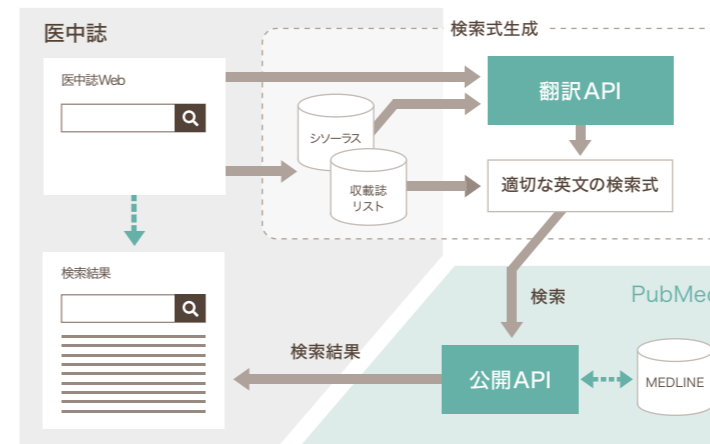 医中誌
検索式生成
医中誌Web
翻訳API
シソーラス
収載誌
リスト
適切な英文の検索式
検索結果
検索
PubMed
検索結果
公開API
MEDLINE